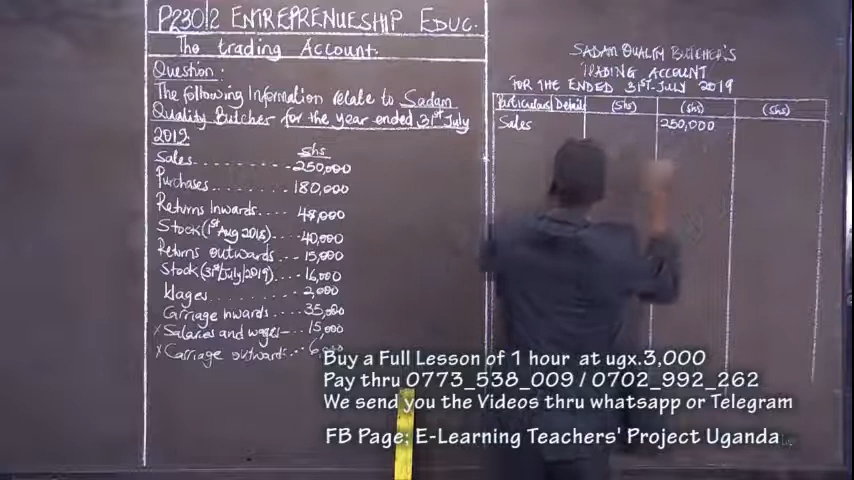 P230/2 ENTREPRENUESHIP EDUC.
The trading Account.
Question:
The following Information relate to Sadam
Quality Butcher for the year ended 31st July
2019
shs
Sales........... 250,000
Purchases........ 180,000
Returns Inwards.... 48,000
Stock (1st Aug 2018).... 40,000
Returns outwards..... 15,000
Stock (31st/July/2019).... 16,000
Wages.......... 2,000
Carriage Inwards.... 35,000
x Salaries and wages-.... 15,000
x Carriage outwards... 6,000
SADAM QUALITY BUTCHER'S
TRADING ACCOUNT
FOR THE ENDED 31ST-JULY 2019
Particulars Details (shs) (shs) (shs)
Sales 250,000
Buy a Full Lesson of 1 hour at ugx.3,000
Pay thru 0773_538_009 / 0702_992_262
We send you the Videos thru whatsapp or Telegram
FB Page: E-Learning Teachers' Project Uganda